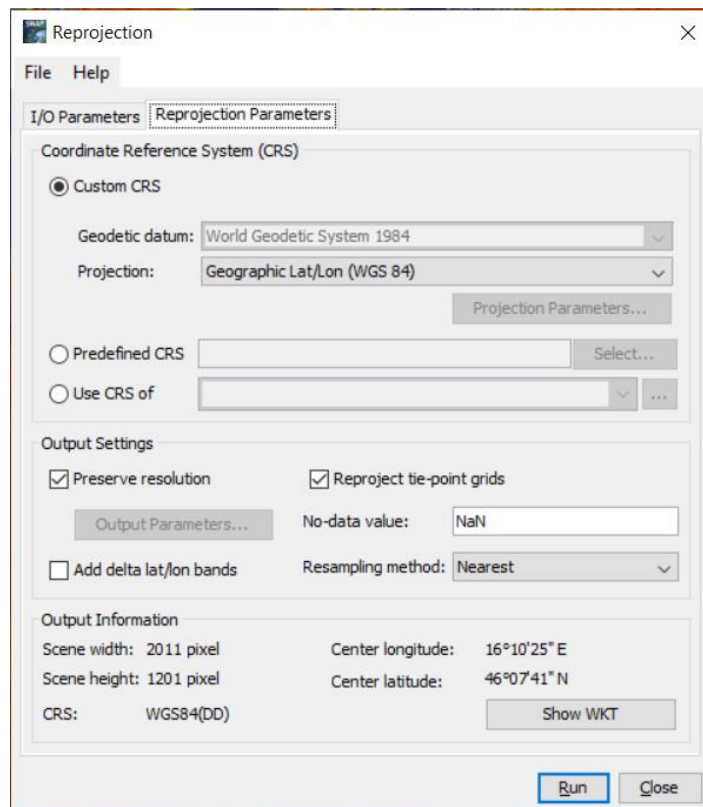 SNAP
Reprojection
File Help
I/O Parameters Reprojection Parameters
Coordinate Reference System (CRS)
Custom CRS
Geodetic datum: World Geodetic System 1984
Projection: Geographic Lat/Lon (WGS 84)
Projection Parameters...
Predefined CRS Select...
Use CRS of ...
Output Settings
Preserve resolution Reproject tie-point grids
Output Parameters... No-data value: NaN
Add delta lat/lon bands Resampling method: Nearest
Output Information
Scene width: 2011 pixel Center longitude: 16°10'25" E
Scene height: 1201 pixel Center latitude: 46°07'41" N
CRS: WGS84(DD) Show WKT
Run Close